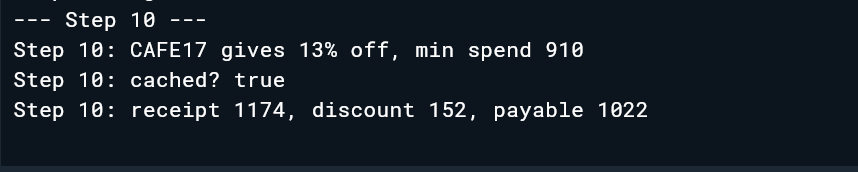 --- Step 10 ---
Step 10: CAFE17 gives 13% off, min spend 910
Step 10: cached? true
Step 10: receipt 1174, discount 152, payable 1022